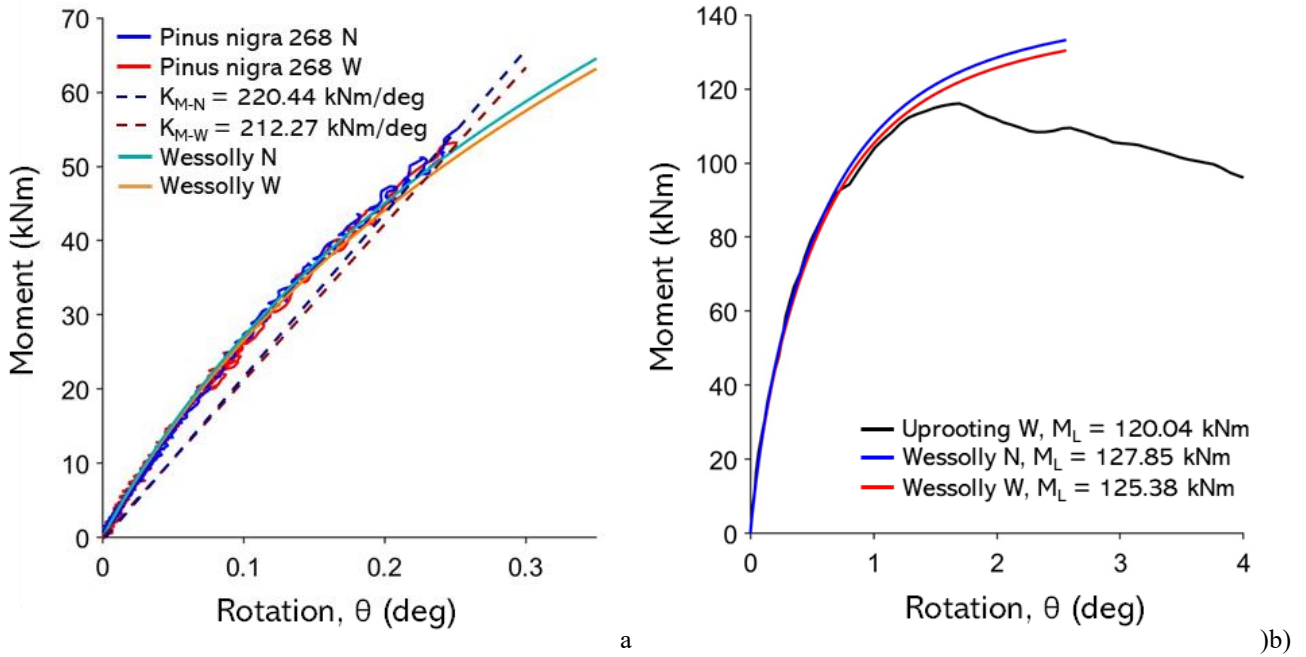 70
60
50
40
30
20
10
0
Moment (kNm)
Pinus nigra 268 N
Pinus nigra 268 W
K_M-N = 220.44 kNm/deg
K_M-W = 212.27 kNm/deg
Wessolly N
Wessolly W
0 0.1 0.2 0.3
Rotation, θ (deg)
a
140
120
100
80
60
40
20
0
Moment (kNm)
Uprooting W, M_L = 120.04 kNm
Wessolly N, M_L = 127.85 kNm
Wessolly W, M_L = 125.38 kNm
0 1 2 3 4
Rotation, θ (deg)
)b)